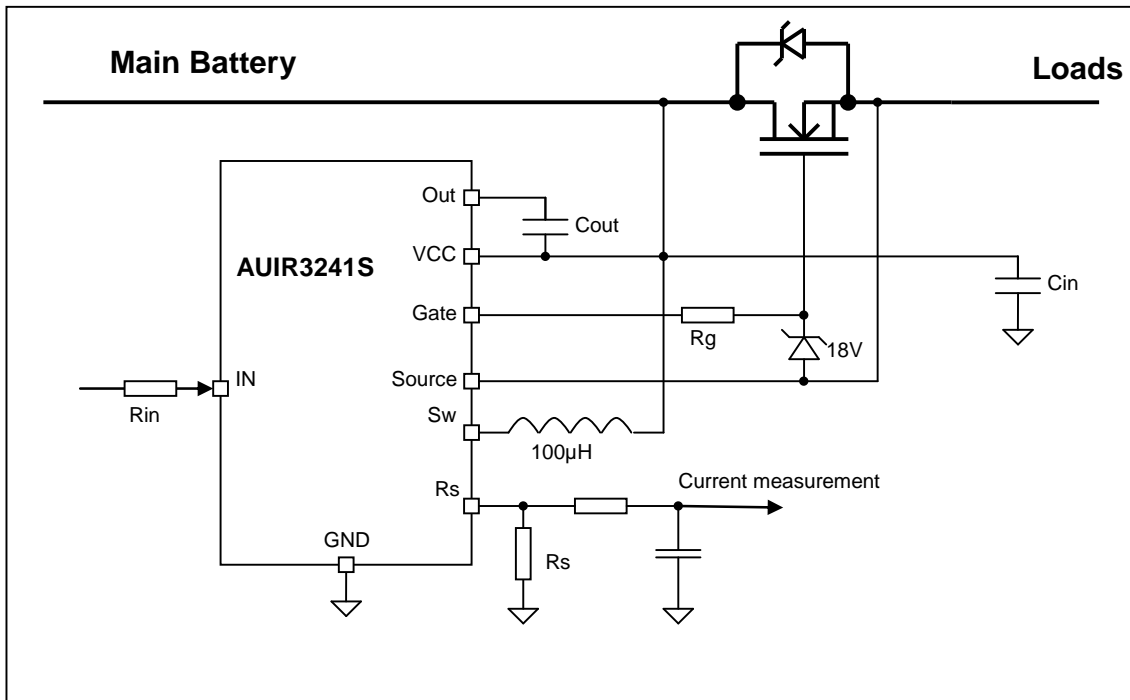 Main Battery
Loads
Out
Cout
VCC
AUIR3241S
Cin
Gate
Rg
18V
IN
Source
Rin
Sw
100µH
Rs
Current measurement
GND
Rs